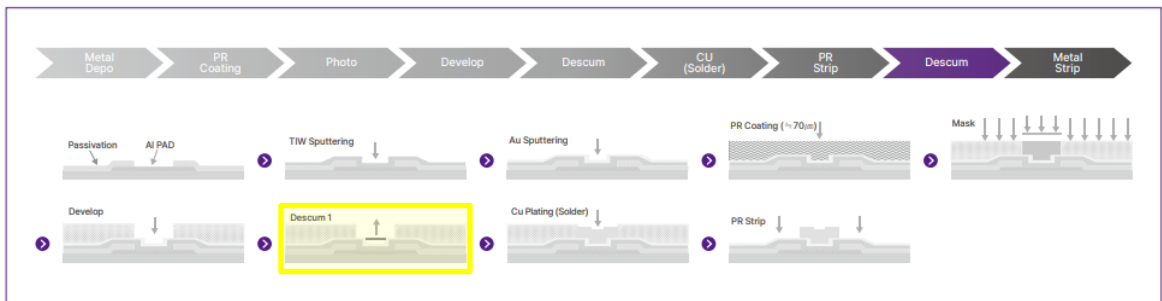 Metal
Depo
PR
Coating
Photo
Develop
Descum
CU
(Solder)
PR
Strip
Descum
Metal
Strip
Passivation
Al PAD
TIW Sputtering
Au Sputtering
PR Coating (≒70㎛)
Mask
Develop
Descum 1
Cu Plating (Solder)
PR Strip